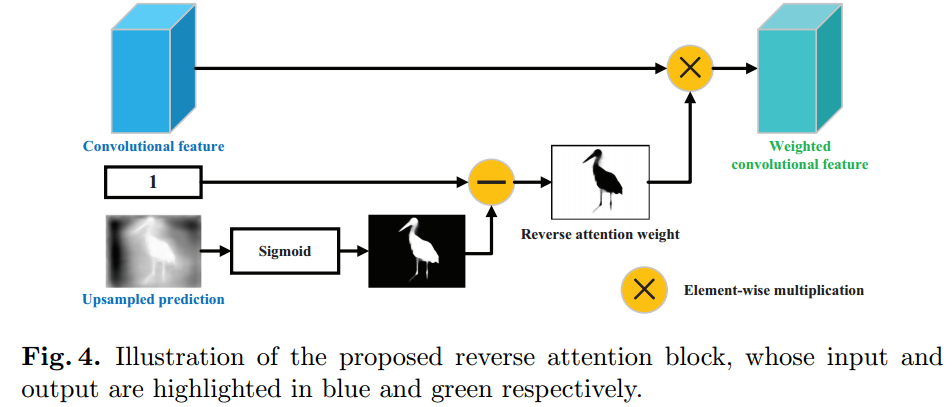 Convolutional feature
Weighted
convolutional feature
1
Reverse attention weight
Sigmoid
Upsampled prediction
Element-wise multiplication
Fig. 4. Illustration of the proposed reverse attention block, whose input and
output are highlighted in blue and green respectively.